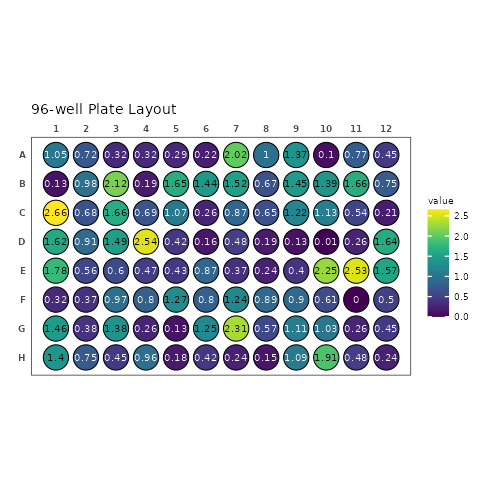 96-well Plate Layout
1 2 3 4 5 6 7 8 9 10 11 12
A 1.05 0.72 0.32 0.32 0.29 0.22 2.02 1 1.37 0.1 0.77 0.45
B 0.13 0.98 2.12 0.19 1.65 1.44 1.52 0.67 1.45 1.39 1.66 0.75
C 2.66 0.68 1.66 0.69 1.07 0.26 0.87 0.65 1.22 1.13 0.54 0.21
D 1.62 0.91 1.49 2.54 0.42 0.16 0.48 0.19 0.13 0.01 0.26 1.64
E 1.78 0.56 0.6 0.47 0.43 0.87 0.37 0.24 0.4 2.25 2.53 1.57
F 0.32 0.37 0.97 0.8 1.27 0.8 1.24 0.89 0.9 0.61 0 0.5
G 1.46 0.38 1.38 0.26 0.13 1.25 2.31 0.57 1.11 1.03 0.26 0.45
H 1.4 0.75 0.45 0.96 0.18 0.42 0.24 0.15 1.09 1.91 0.48 0.24
value
2.5
2.0
1.5
1.0
0.5
0.0